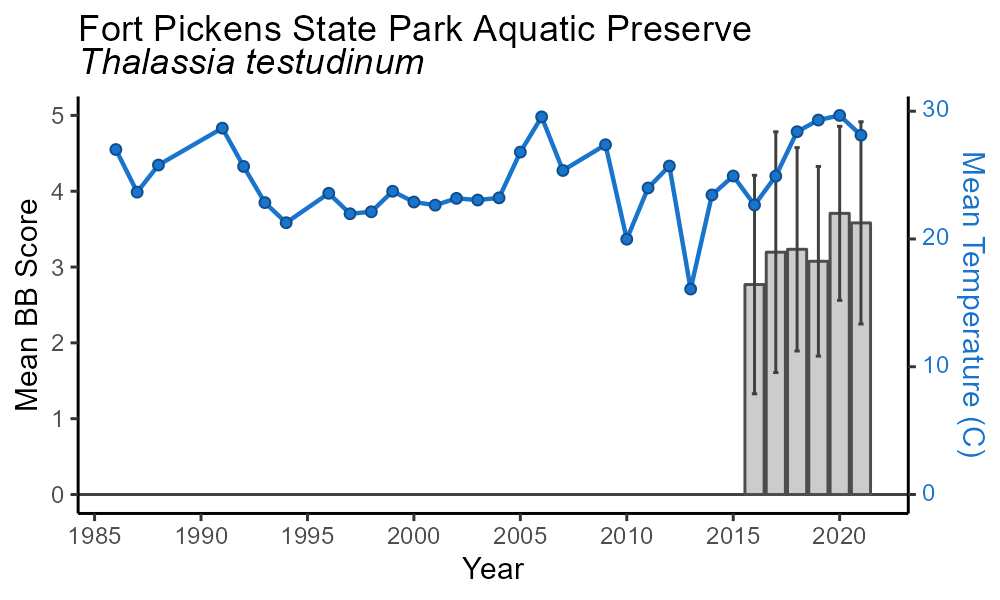 Fort Pickens State Park Aquatic Preserve
Thalassia testudinum
Mean BB Score
5
4
3
2
1
0
30
20
10
0
Mean Temperature (C)
1985 1990 1995 2000 2005 2010 2015 2020
Year